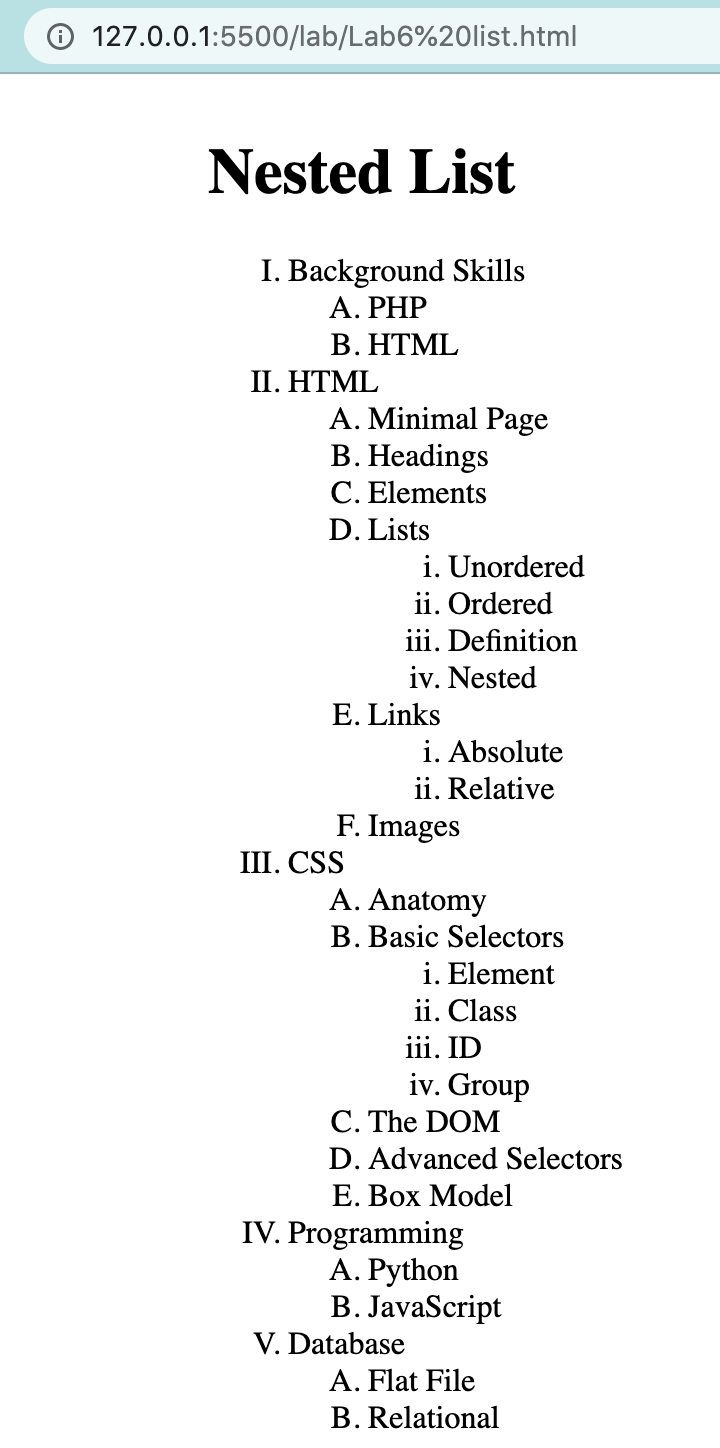 127.0.0.1:5500/lab/Lab6%20list.html
Nested List
I. Background Skills
A. PHP
B. HTML
II. HTML
A. Minimal Page
B. Headings
C. Elements
D. Lists
i. Unordered
ii. Ordered
iii. Definition
iv. Nested
E. Links
i. Absolute
ii. Relative
F. Images
III. CSS
A. Anatomy
B. Basic Selectors
i. Element
ii. Class
iii. ID
iv. Group
C. The DOM
D. Advanced Selectors
E. Box Model
IV. Programming
A. Python
B. JavaScript
V. Database
A. Flat File
B. Relational